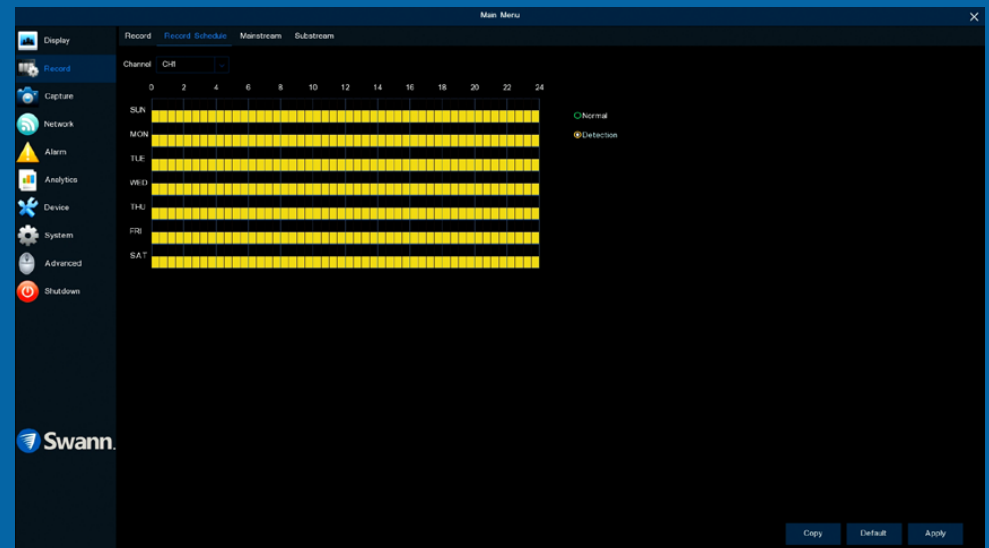 Main Menu
Display
Record
Capture
Network
Alarm
Analytics
Device
System
Advanced
Shutdown
Swann.
Record Record Schedule Mainstream Substream
Channel CH1
0 2 4 6 8 10 12 14 16 18 20 22 24
SUN
MON
TUE
WED
THU
FRI
SAT
Normal
Detection
Copy Default Apply